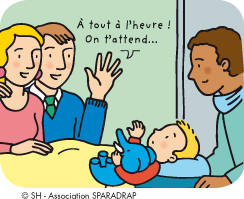 À tout à l'heure !
On t'attend...
© SH - Association SPARADRAP